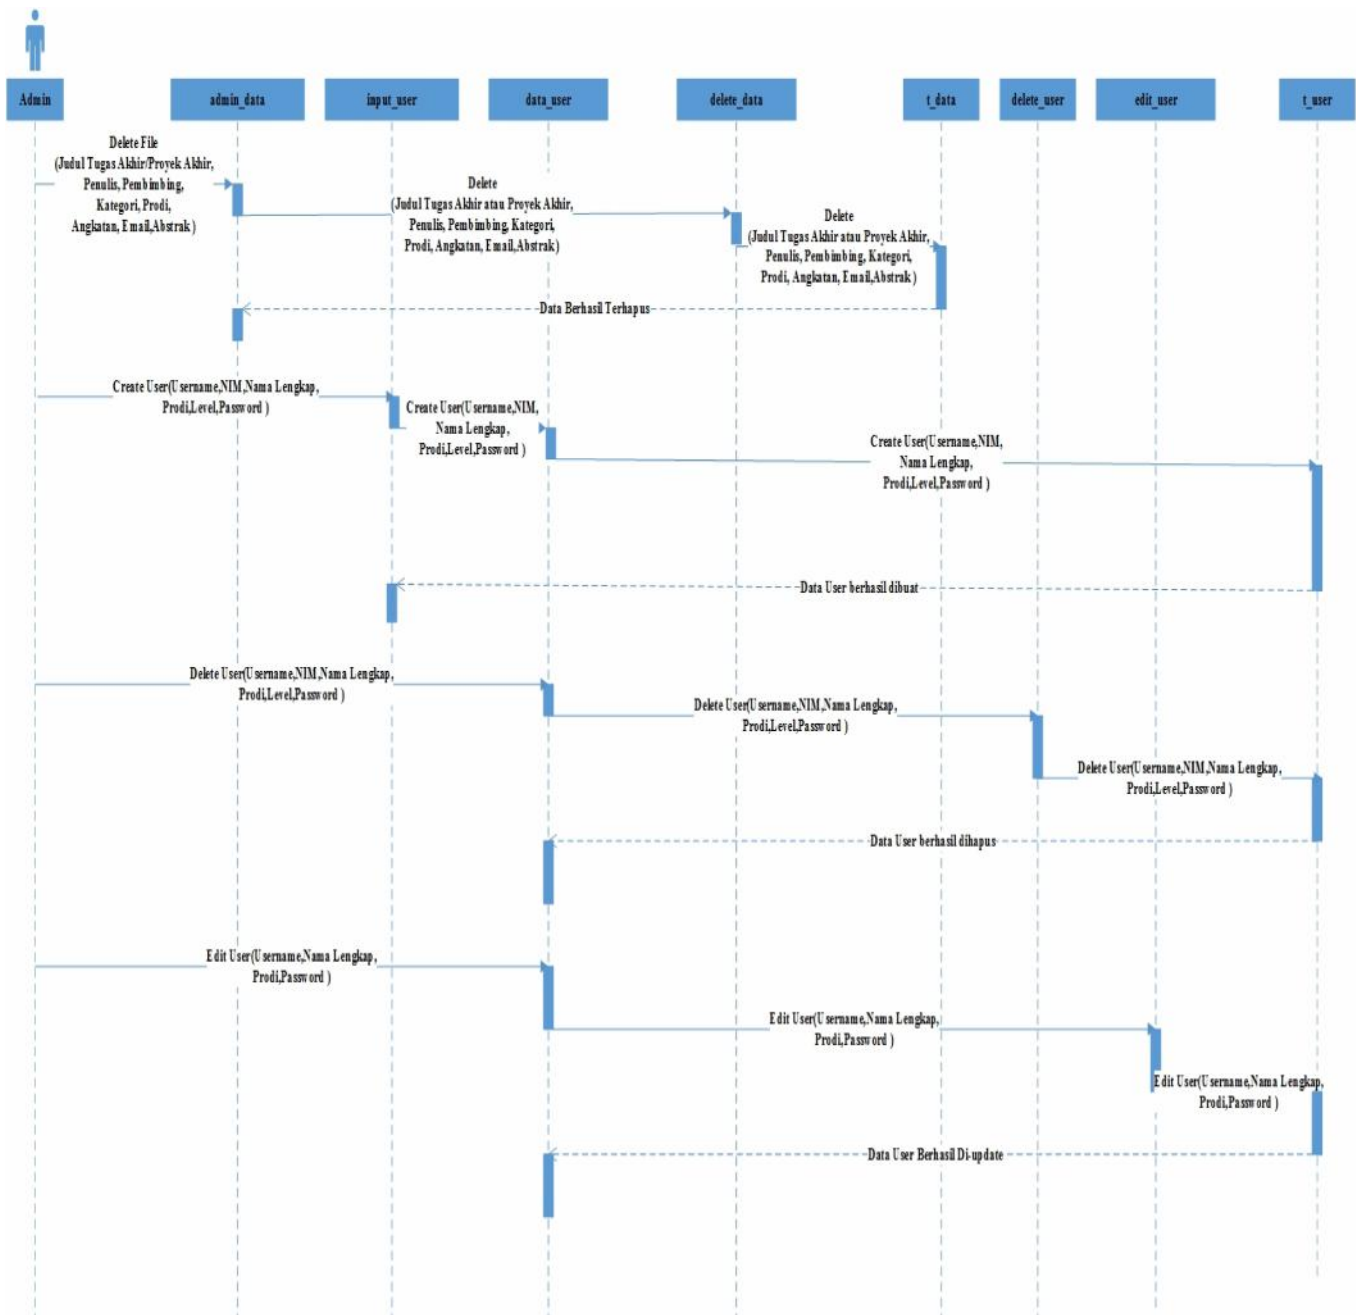 Admin
admin_data
input_user
data_user
delete_data
t_data
delete_user
edit_user
t_user
Delete File
(Judul Tugas Akhir/Proyek Akhir,
Penulis, Pembimbing,
Kategori, Prodi,
Angkatan, Email,Abstrak )
Delete
(Judul Tugas Akhir atau Proyek Akhir,
Penulis, Pembimbing, Kategori,
Prodi, Angkatan, Email,Abstrak )
Delete
(Judul Tugas Akhir atau Proyek Akhir,
Penulis, Pembimbing, Kategori,
Prodi, Angkatan, Email,Abstrak )
Data Berhasil Terhapus
Create User(Username,NIM,Nama Lengkap,
Prodi,Level,Password )
Create User(Username,NIM,
Nama Lengkap,
Prodi,Level,Password )
Create User(Username,NIM,
Nama Lengkap,
Prodi,Level,Password )
Data User berhasil dibuat
Delete User(Username,NIM,Nama Lengkap,
Prodi,Level,Password )
Delete User(Username,NIM,Nama Lengkap,
Prodi,Level,Password )
Delete User(Username,NIM,Nama Lengkap,
Prodi,Level,Password )
Data User berhasil dihapus
Edit User(Username,Nama Lengkap,
Prodi,Password )
Edit User(Username,Nama Lengkap,
Prodi,Password )
Edit User(Username,Nama Lengkap,
Prodi,Password )
Data User Berhasil Di-update